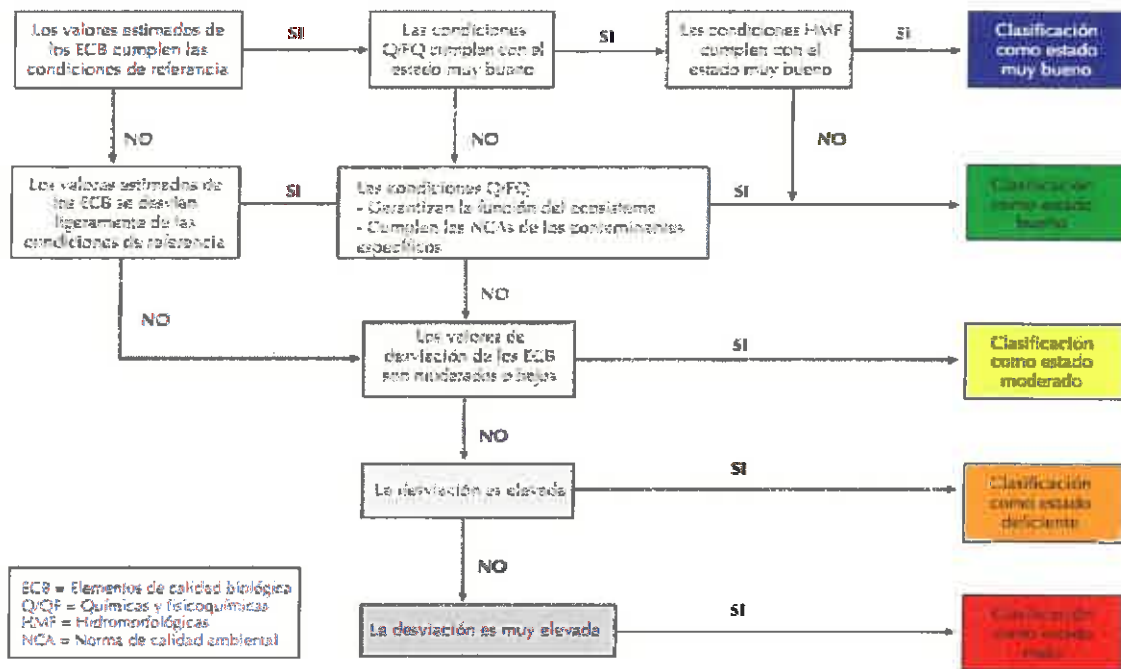 Los valores estimados de
los ECB cumplen las
condiciones de referencia
SI
Las condiciones
Q/FQ cumplen con el
estado muy bueno
SI
Las condiciones HMF
cumplen con el
estado muy bueno
SI
Clasificación
como estado
muy bueno
NO
NO
NO
Los valores estimados de
los ECB se desvían
ligeramente de las
condiciones de referencia
SI
Las condiciones Q/FQ
- Garantizan la función del ecosistema
- Cumplen las NCAs de los contaminantes
específicos
SI
Clasificación
como estado
bueno
NO
NO
Los valores de
desviación de los ECB
son moderados o bajos
SI
Clasificación
como estado
moderado
NO
La desviación es elevada
SI
Clasificación
como estado
deficiente
NO
La desviación es muy elevada
SI
Clasificación
como estado
malo
ECB = Elementos de calidad biológica
Q/QF = Químicas y fisicoquímicas
HMF = Hidromorfológicas
NCA = Norma de calidad ambiental